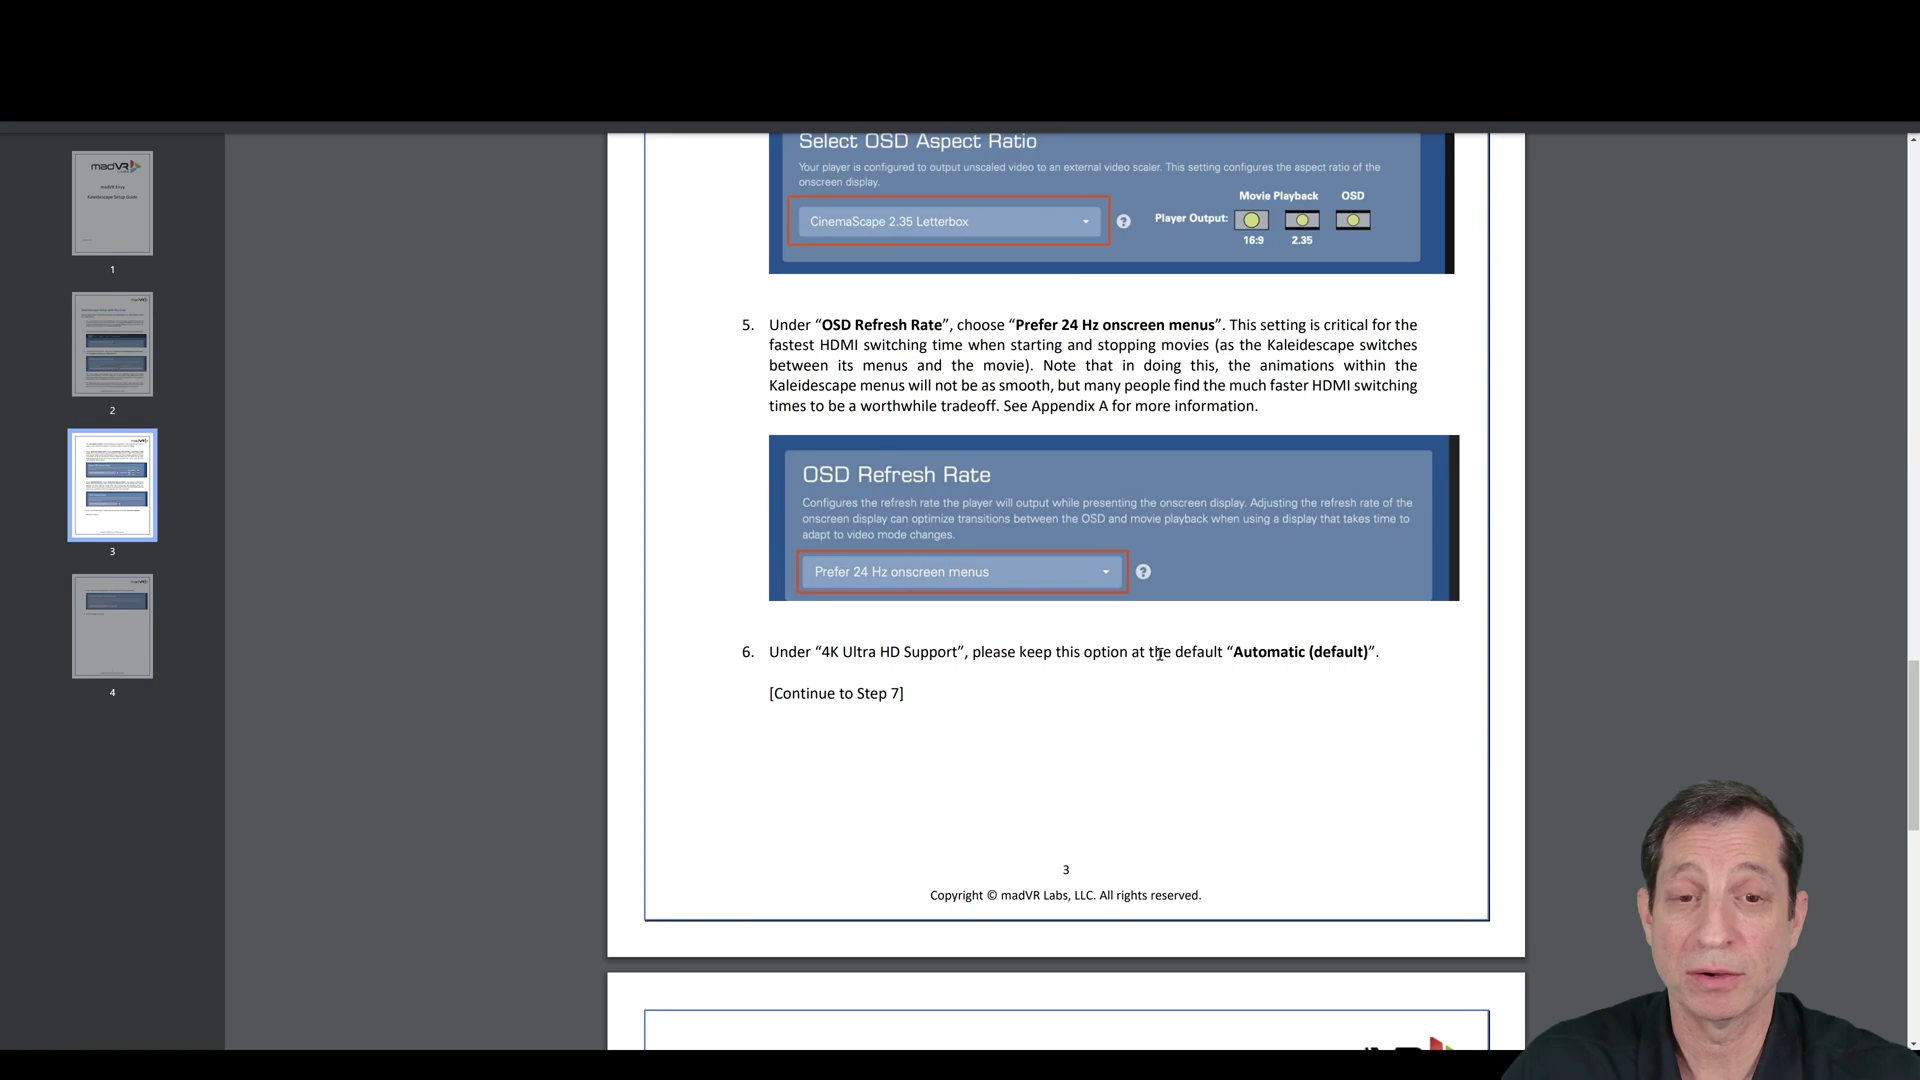 madVR
LABS
madVR Envy
Kaleidescape Setup Guide
1
2
3
4
Select OSD Aspect Ratio
Your player is configured to output unscaled video to an external video scaler. This setting configures the aspect ratio of the
onscreen display.
CinemaScape 2.35 Letterbox
?
Movie Playback OSD
Player Output:
16:9 2.35
5. Under “OSD Refresh Rate”, choose “Prefer 24 Hz onscreen menus”. This setting is critical for the
fastest HDMI switching time when starting and stopping movies (as the Kaleidescape switches
between its menus and the movie). Note that in doing this, the animations within the
Kaleidescape menus will not be as smooth, but many people find the much faster HDMI switching
times to be a worthwhile tradeoff. See Appendix A for more information.
OSD Refresh Rate
Configures the refresh rate the player will output while presenting the onscreen display. Adjusting the refresh rate of the
onscreen display can optimize transitions between the OSD and movie playback when using a display that takes time to
adapt to video mode changes.
Prefer 24 Hz onscreen menus
?
6. Under “4K Ultra HD Support”, please keep this option at the default “Automatic (default)”.
[Continue to Step 7]
3
Copyright © madVR Labs, LLC. All rights reserved.